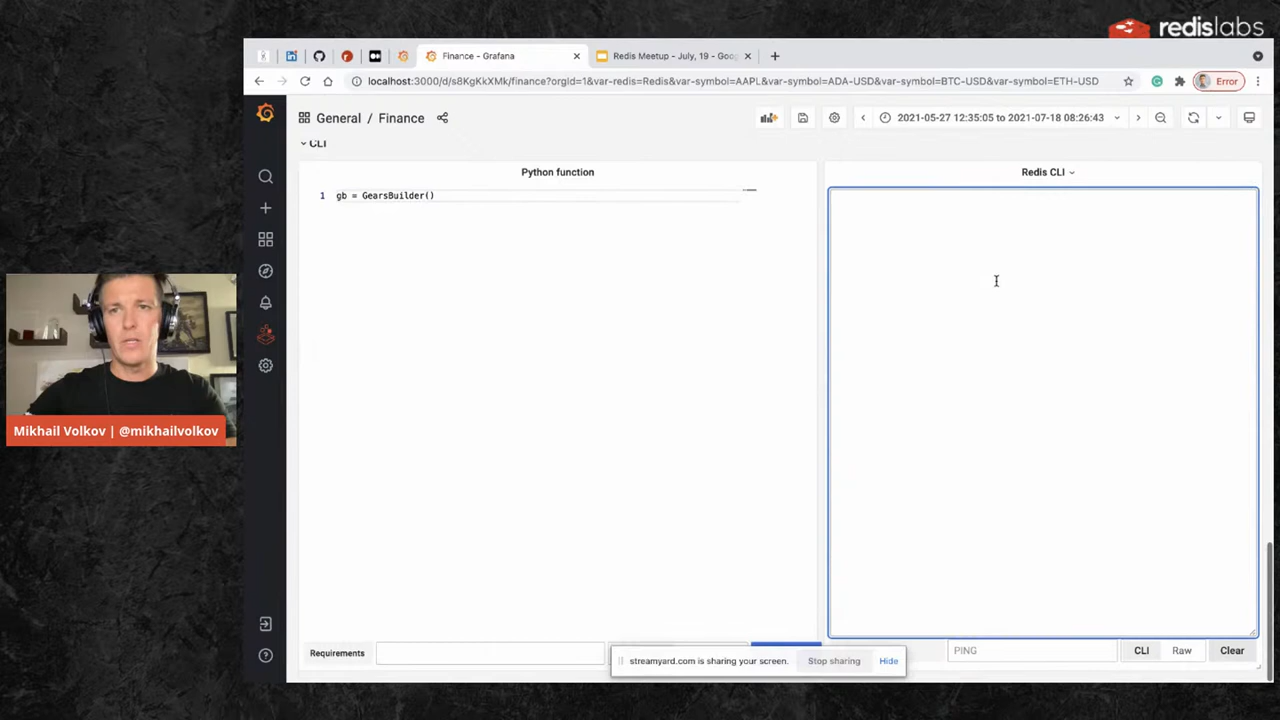 redislabs
Finance - Grafana
Redis Meetup - July, 19 - Goo
localhost:3000/d/s8KgKkXMk/finance?orgId=1&var-redis=Redis&var-symbol=AAPL&var-symbol=ADA-USD&var-symbol=BTC-USD&var-symbol=ETH-USD
Error
General / Finance
2021-05-27 12:35:05 to 2021-07-18 08:26:43
CLI
Python function
Redis CLI
1 gb = GearsBuilder()
Mikhail Volkov | @mikhailvolkov
Requirements
streamyard.com is sharing your screen. Stop sharing Hide
PING
CLI Raw Clear